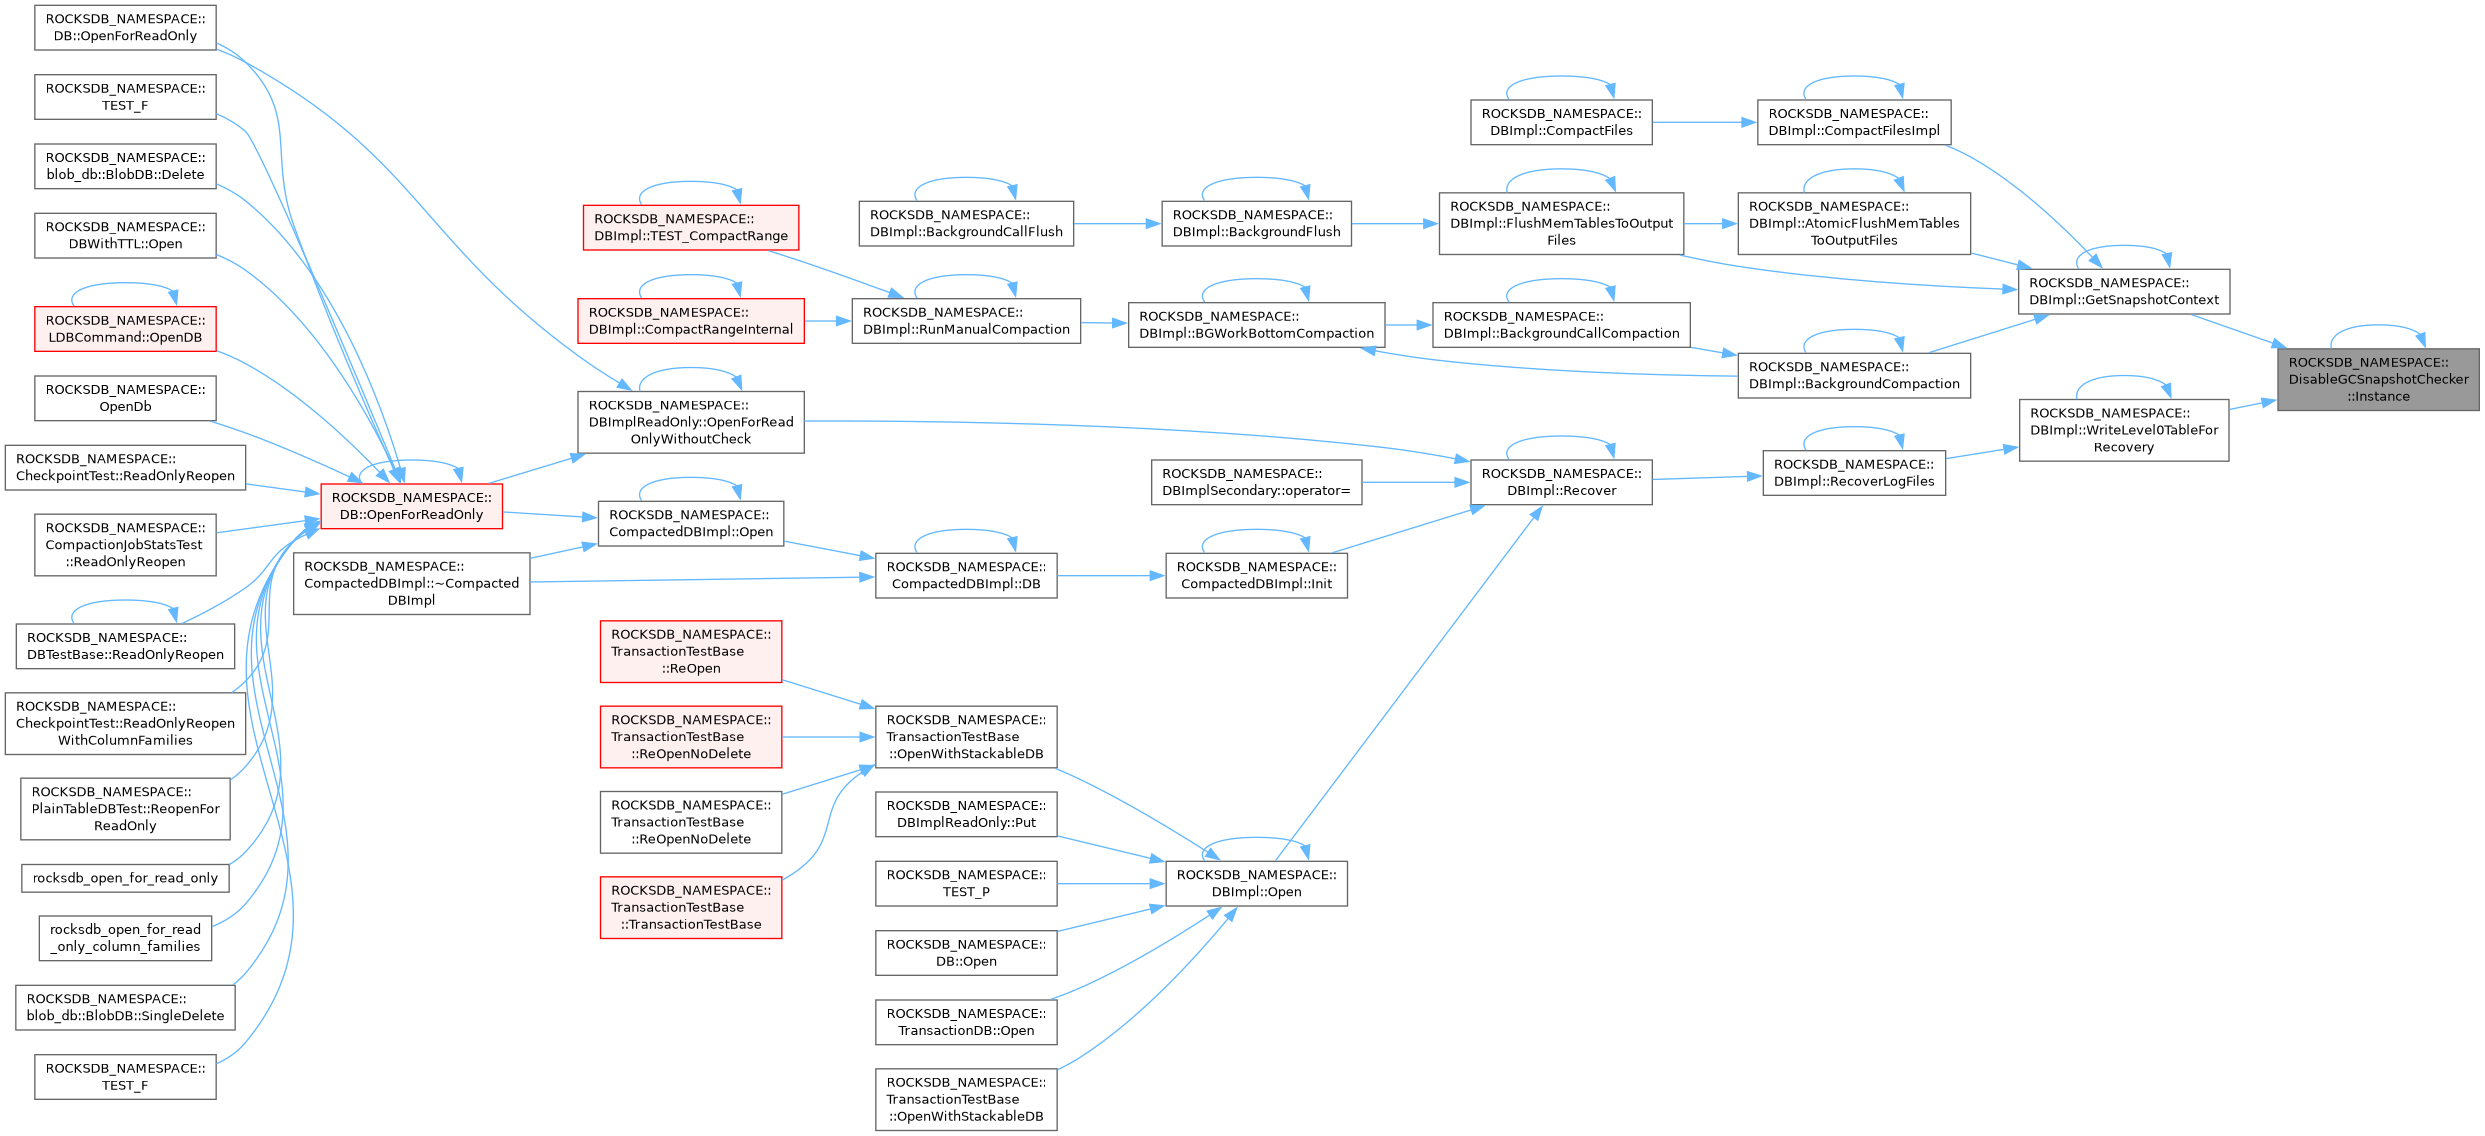 ROCKSDB_NAMESPACE::
DB::OpenForReadOnly
ROCKSDB_NAMESPACE::
TEST_F
ROCKSDB_NAMESPACE::
blob_db::BlobDB::Delete
ROCKSDB_NAMESPACE::
DBWithTTL::Open
ROCKSDB_NAMESPACE::
LDBCommand::OpenDB
ROCKSDB_NAMESPACE::
OpenDb
ROCKSDB_NAMESPACE::
CheckpointTest::ReadOnlyReopen
ROCKSDB_NAMESPACE::
CompactionJobStatsTest
::ReadOnlyReopen
ROCKSDB_NAMESPACE::
DBTestBase::ReadOnlyReopen
ROCKSDB_NAMESPACE::
CheckpointTest::ReadOnlyReopen
WithColumnFamilies
ROCKSDB_NAMESPACE::
PlainTableDBTest::ReopenFor
ReadOnly
rocksdb_open_for_read_only
rocksdb_open_for_read
_only_column_families
ROCKSDB_NAMESPACE::
blob_db::BlobDB::SingleDelete
ROCKSDB_NAMESPACE::
TEST_F
ROCKSDB_NAMESPACE::
DB::OpenForReadOnly
ROCKSDB_NAMESPACE::
CompactedDBImpl::~Compacted
DBImpl
ROCKSDB_NAMESPACE::
DBImpl::TEST_CompactRange
ROCKSDB_NAMESPACE::
DBImpl::CompactRangeInternal
ROCKSDB_NAMESPACE::
DBImplReadOnly::OpenForRead
OnlyWithoutCheck
ROCKSDB_NAMESPACE::
CompactedDBImpl::Open
ROCKSDB_NAMESPACE::
TransactionTestBase
::ReOpen
ROCKSDB_NAMESPACE::
TransactionTestBase
::ReOpenNoDelete
ROCKSDB_NAMESPACE::
TransactionTestBase
::ReOpenNoDelete
ROCKSDB_NAMESPACE::
TransactionTestBase
::TransactionTestBase
ROCKSDB_NAMESPACE::
DBImpl::BackgroundCallFlush
ROCKSDB_NAMESPACE::
DBImpl::RunManualCompaction
ROCKSDB_NAMESPACE::
CompactedDBImpl::DB
ROCKSDB_NAMESPACE::
TransactionTestBase
::OpenWithStackableDB
ROCKSDB_NAMESPACE::
DBImplReadOnly::Put
ROCKSDB_NAMESPACE::
TEST_P
ROCKSDB_NAMESPACE::
DB::Open
ROCKSDB_NAMESPACE::
TransactionDB::Open
ROCKSDB_NAMESPACE::
TransactionTestBase
::OpenWithStackableDB
ROCKSDB_NAMESPACE::
DBImpl::BackgroundFlush
ROCKSDB_NAMESPACE::
DBImpl::BGWorkBottomCompaction
ROCKSDB_NAMESPACE::
DBImplSecondary::operator=
ROCKSDB_NAMESPACE::
CompactedDBImpl::Init
ROCKSDB_NAMESPACE::
DBImpl::Open
ROCKSDB_NAMESPACE::
DBImpl::CompactFiles
ROCKSDB_NAMESPACE::
DBImpl::FlushMemTablesToOutput
Files
ROCKSDB_NAMESPACE::
DBImpl::BackgroundCallCompaction
ROCKSDB_NAMESPACE::
DBImpl::Recover
ROCKSDB_NAMESPACE::
DBImpl::CompactFilesImpl
ROCKSDB_NAMESPACE::
DBImpl::AtomicFlushMemTables
ToOutputFiles
ROCKSDB_NAMESPACE::
DBImpl::BackgroundCompaction
ROCKSDB_NAMESPACE::
DBImpl::RecoverLogFiles
ROCKSDB_NAMESPACE::
DBImpl::GetSnapshotContext
ROCKSDB_NAMESPACE::
DBImpl::WriteLevel0TableFor
Recovery
ROCKSDB_NAMESPACE::
DisableGCSnapshotChecker
::Instance